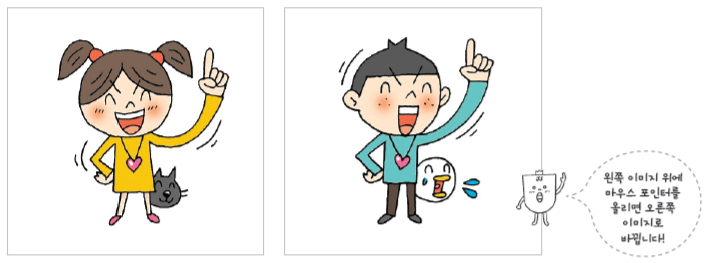 왼쪽 이미지 위에
마우스 포인터를
올리면 오른쪽
이미지로
바뀝니다!